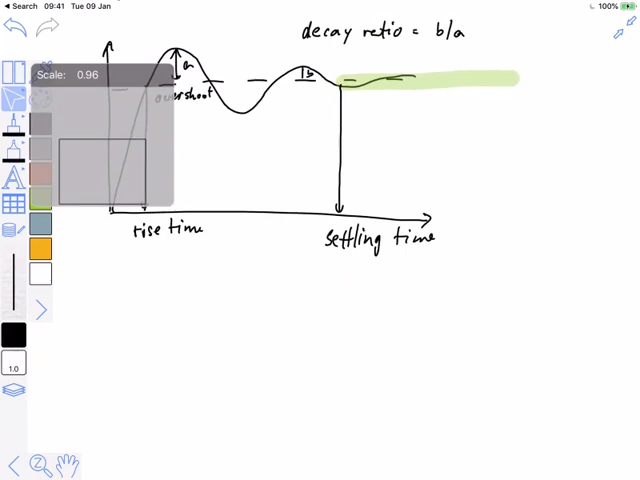 Search 09:41 Tue 09 Jan 100%
decay ratio = b/a
Scale: 0.96
a
b
overshoot
rise time
settling time
A
1.0
Z